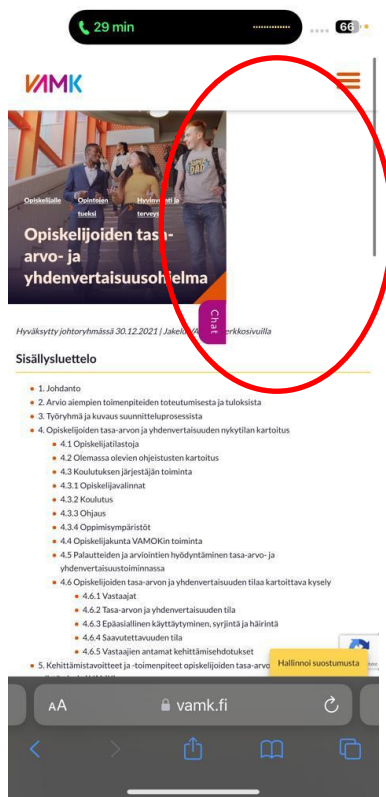 29 min
66
VAMK
Opiskelijalle
Opintojen
tueksi
Hyvinvointi ja
terveys
Opiskelijoiden tasa-
arvo- ja
yhdenvertaisuusohjelma
Chat
Hyväksytty johtoryhmässä 30.12.2021 | Jakelu
Sisällysluettelo
1. Johdanto
2. Arvio aiempien toimenpiteiden toteutumisesta ja tuloksista
3. Työryhmä ja kuvaus suunnitteluprosessista
4. Opiskelijoiden tasa-arvon ja yhdenvertaisuuden nykytilan kartoitus
4.1 Opiskelijatilastoja
4.2 Olemassa olevien ohjeistusten kartoitus
4.3 Koulutuksen järjestäjän toiminta
4.3.1 Opiskelijavalinnat
4.3.2 Koulutus
4.3.3 Ohjaus
4.3.4 Oppimisympäristöt
4.4 Opiskelijakunta VAMOKin toiminta
4.5 Palautteiden ja arviointien hyödyntäminen tasa-arvo- ja
yhdenvertaisuustoiminnassa
4.6 Opiskelijoiden tasa-arvon ja yhdenvertaisuuden tilaa kartoittava kysely
4.6.1 Vastaajat
4.6.2 Tasa-arvon ja yhdenvertaisuuden tila
4.6.3 Epäasiallinen käyttäytyminen, syrjintä ja häirintä
4.6.4 Saavutettavuuden tila
4.6.5 Vastaajien antamat kehittämisehdotukset
5. Kehittämistavoitteet ja -toimenpiteet opiskelijoiden tasa-arvo
Hallinnoi suostumusta
AA
vamk.fi